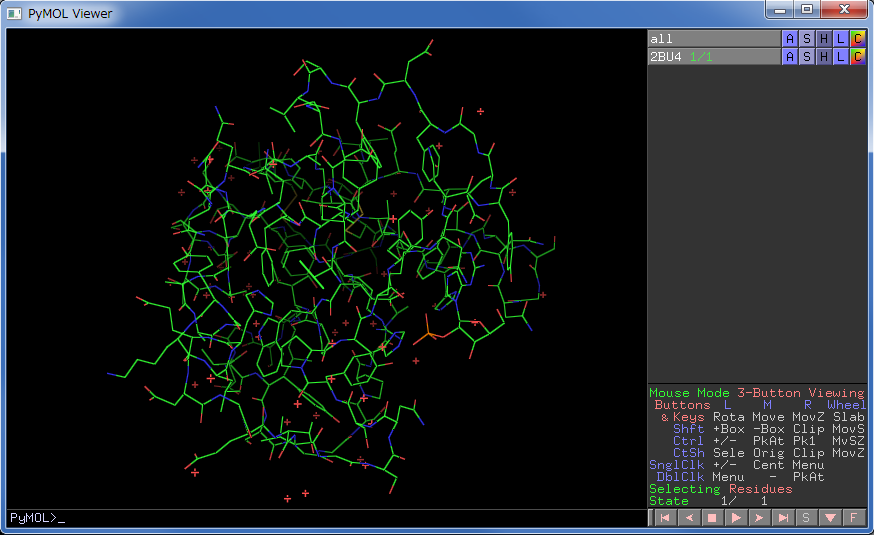 PyMOL Viewer
all A S H L C
2BU4 1/1 A S H L C
Mouse Mode 3-Button Viewing
Buttons L M R Wheel
& Keys Rota Move MovZ Slab
Shft +Box -Box Clip MovS
Ctrl +/- PkAt Pk1 MvSZ
CtSh Sele Orig Clip MovZ
SnglClk +/- Cent Menu
DblClk Menu - PkAt
Selecting Residues
State 1/ 1
PyMOL>_ S F